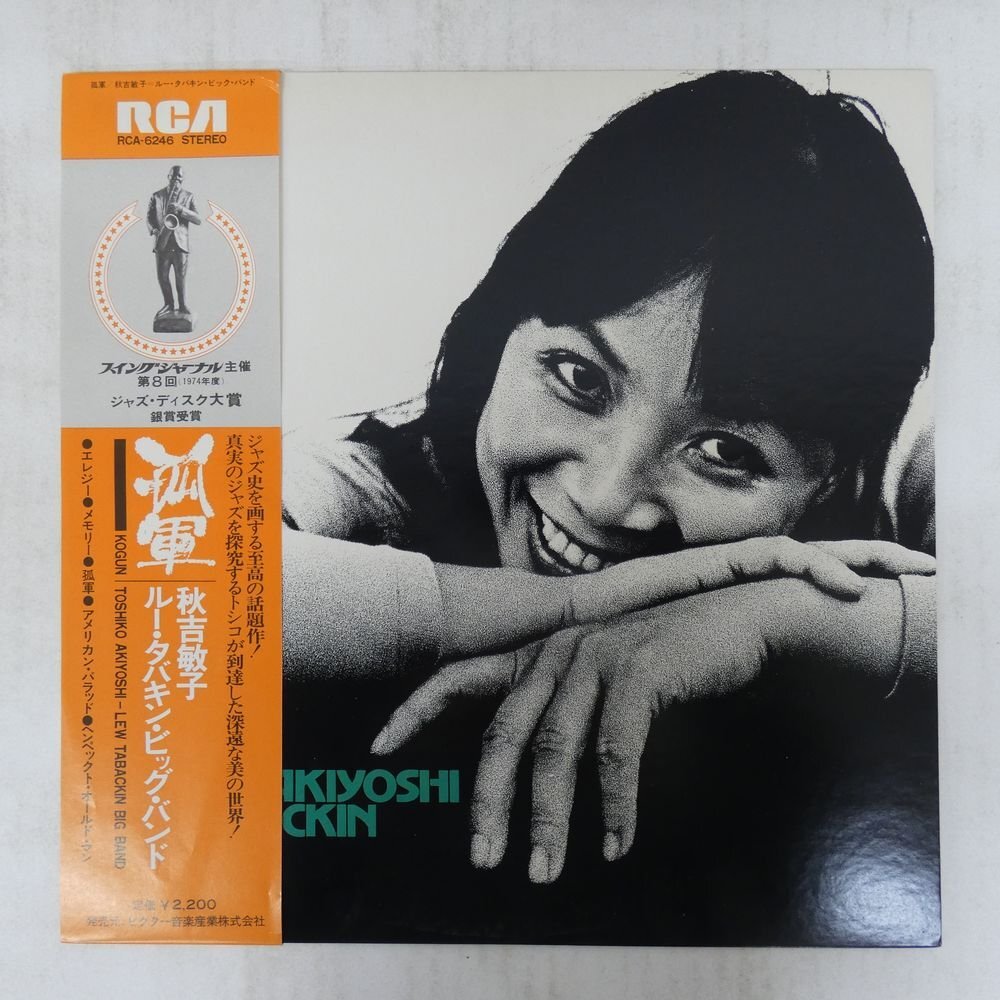 孤軍／秋吉敏子=ルー・タバキン・ビック・バンド
RCA
RCA-6246 STEREO
スイングジャーナル主催
第8回(1974年度)
ジャズ・ディスク大賞
銀賞受賞
ジャズ史を画する至高の話題作!
真実のジャズを探究するトシコが到達した深遠な美の世界!
孤軍
秋吉敏子
ルー・タバキン・ビッグ・バンド
KOGUN / TOSHIKO AKIYOSHI–LEW TABACKIN BIG BAND
●エレジー●メモリー●孤軍●アメリカン・バラッド●ヘンペックト・オールド・マン
定価￥2,200
発売元・ビクター音楽産業株式会社
AKIYOSHI
CKIN